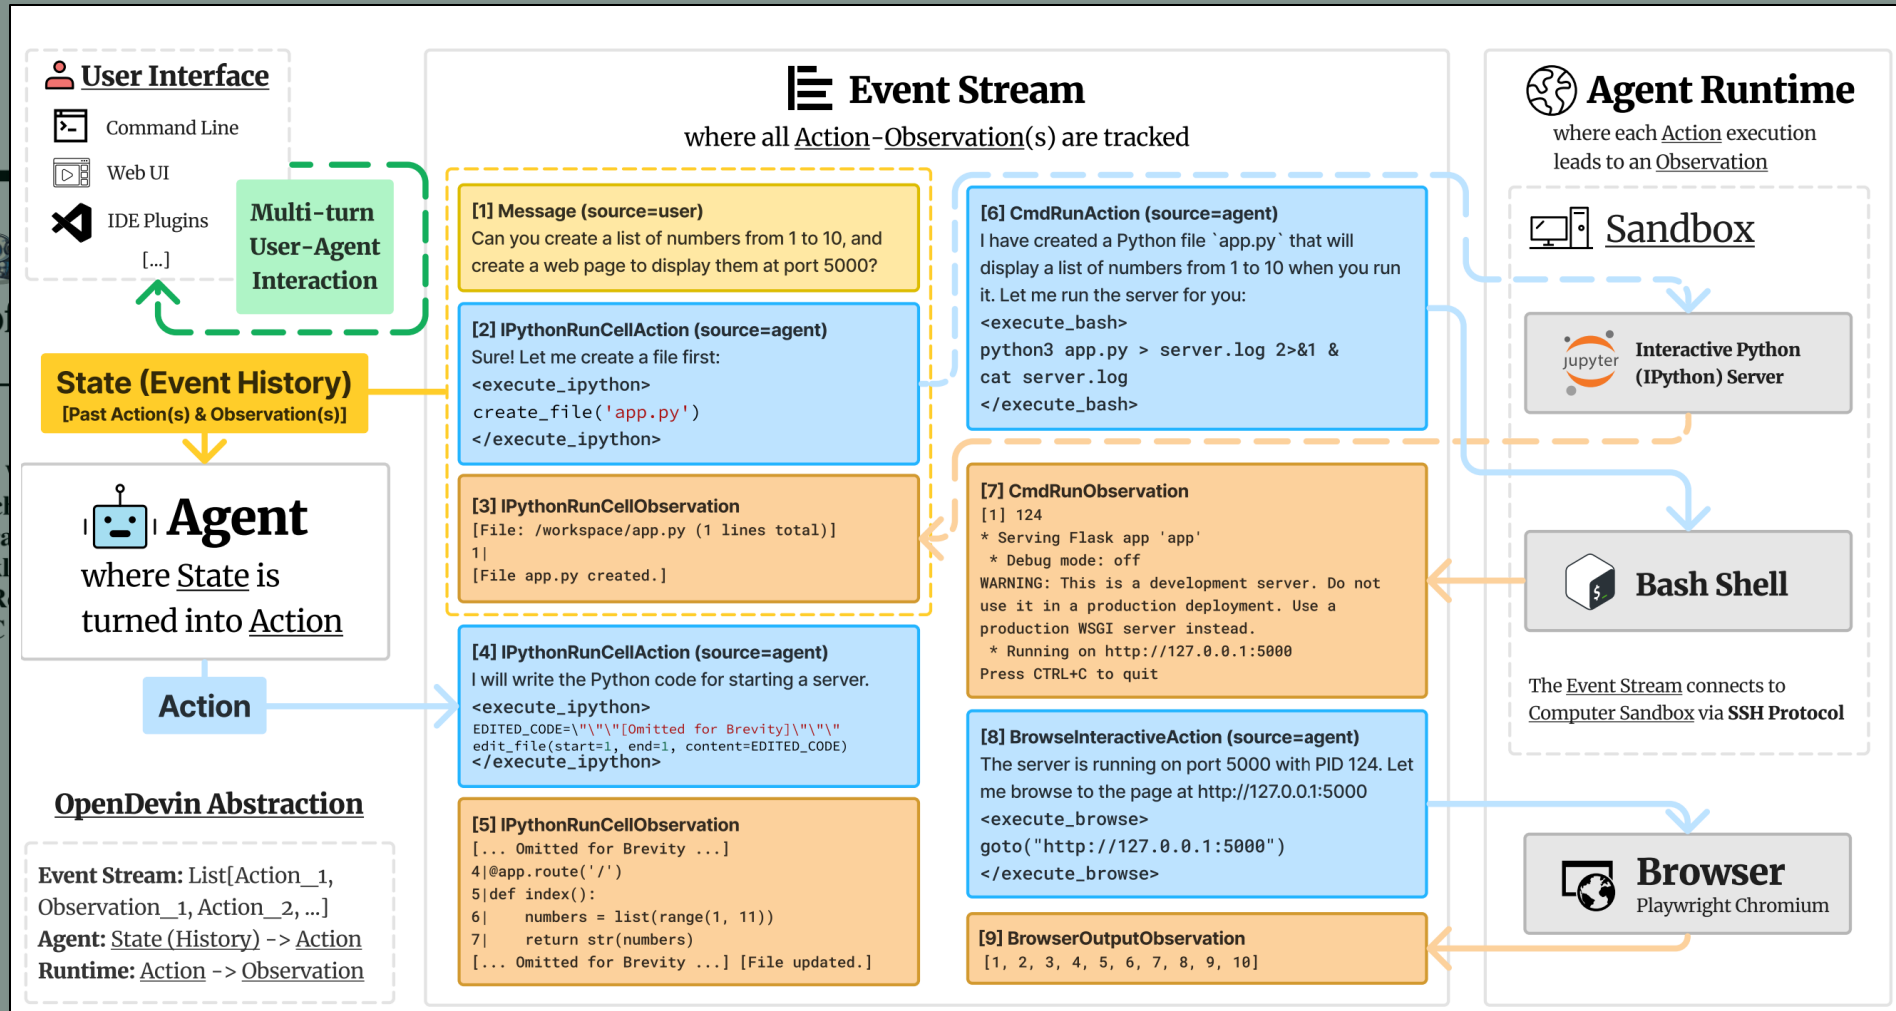 User Interface
Command Line
Web UI
IDE Plugins
[...]
Multi-turn
User-Agent
Interaction
State (Event History)
[Past Action(s) & Observation(s)]
Agent
where State is
turned into Action
Action
OpenDevin Abstraction
Event Stream: List[Action_1,
Observation_1, Action_2, ...]
Agent: State (History) -> Action
Runtime: Action -> Observation
Event Stream
where all Action-Observation(s) are tracked
[1] Message (source=user)
Can you create a list of numbers from 1 to 10, and
create a web page to display them at port 5000?
[2] IPythonRunCellAction (source=agent)
Sure! Let me create a file first:
<execute_ipython>
create_file('app.py')
</execute_ipython>
[3] IPythonRunCellObservation
[File: /workspace/app.py (1 lines total)]
1|
[File app.py created.]
[4] IPythonRunCellAction (source=agent)
I will write the Python code for starting a server.
<execute_ipython>
EDITED_CODE=\"\"\"[Omitted for Brevity]\"\"\"
edit_file(start=1, end=1, content=EDITED_CODE)
</execute_ipython>
[5] IPythonRunCellObservation
[... Omitted for Brevity ...]
4|@app.route('/')
5|def index():
6|    numbers = list(range(1, 11))
7|    return str(numbers)
[... Omitted for Brevity ...] [File updated.]
[6] CmdRunAction (source=agent)
I have created a Python file `app.py` that will
display a list of numbers from 1 to 10 when you run
it. Let me run the server for you:
<execute_bash>
python3 app.py > server.log 2>&1 &
cat server.log
</execute_bash>
[7] CmdRunObservation
[1] 124
* Serving Flask app 'app'
* Debug mode: off
WARNING: This is a development server. Do not
use it in a production deployment. Use a
production WSGI server instead.
* Running on http://127.0.0.1:5000
Press CTRL+C to quit
[8] BrowseInteractiveAction (source=agent)
The server is running on port 5000 with PID 124. Let
me browse to the page at http://127.0.0.1:5000
<execute_browse>
goto("http://127.0.0.1:5000")
</execute_browse>
[9] BrowserOutputObservation
[1, 2, 3, 4, 5, 6, 7, 8, 9, 10]
Agent Runtime
where each Action execution
leads to an Observation
Sandbox
Jupyter
Interactive Python
(IPython) Server
$_
Bash Shell
The Event Stream connects to
Computer Sandbox via SSH Protocol
Browser
Playwright Chromium